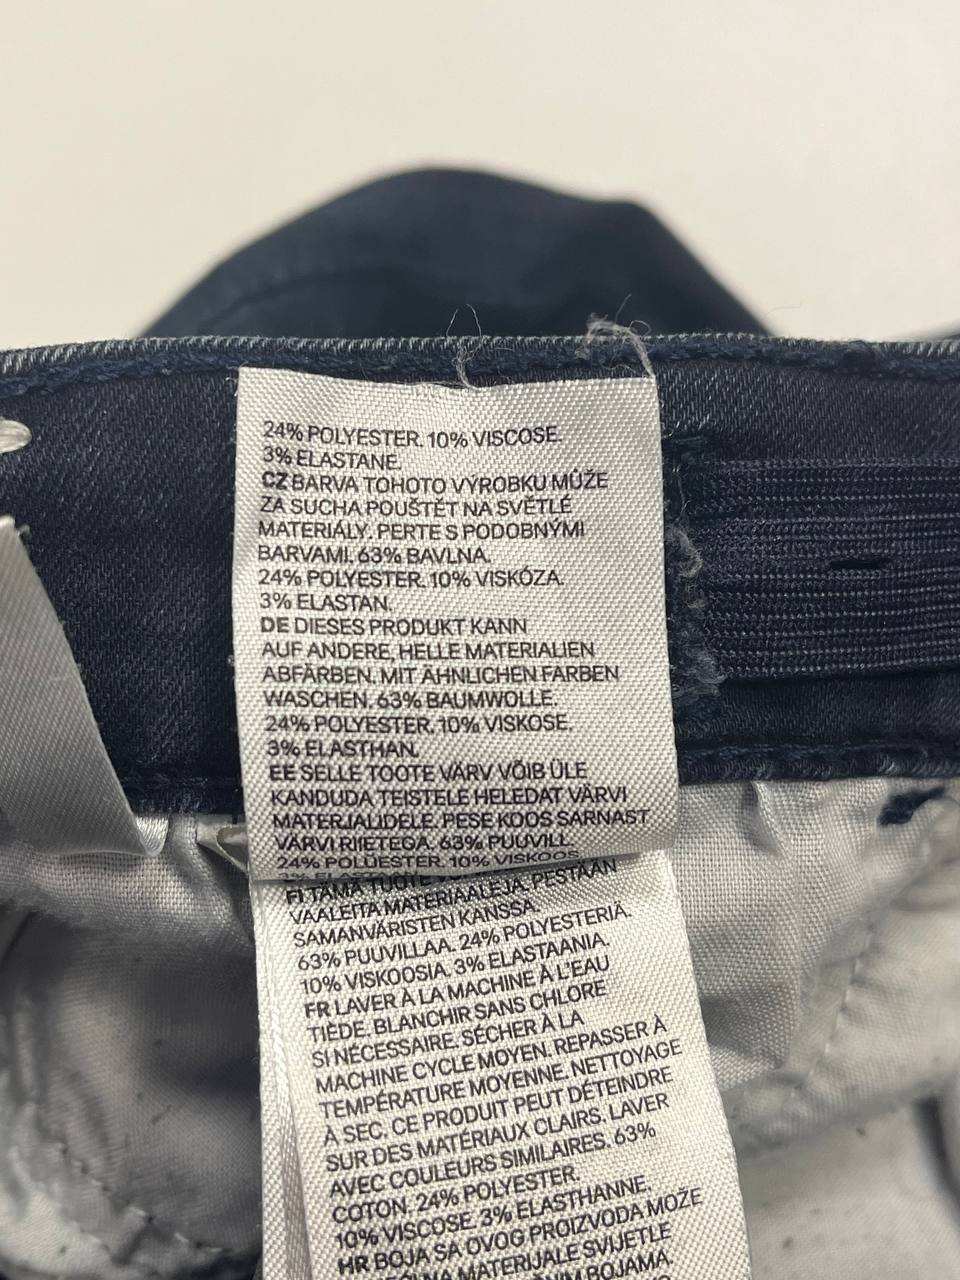 24% POLYESTER. 10% VISCOSE.
3% ELASTANE.
CZ BARVA TOHOTO VÝROBKU MŮŽE
ZA SUCHA POUŠTĚT NA SVĚTLÉ
MATERIÁLY. PERTE S PODOBNÝMI
BARVAMI. 63% BAVLNA.
24% POLYESTER. 10% VISKÓZA.
3% ELASTAN.
DE DIESES PRODUKT KANN
AUF ANDERE, HELLE MATERIALIEN
ABFÄRBEN. MIT ÄHNLICHEN FARBEN
WASCHEN. 63% BAUMWOLLE.
24% POLYESTER. 10% VISKOSE.
3% ELASTHAN.
EE SELLE TOOTE VÄRV VÕIB ÜLE
KANDUDA TEISTELE HELEDAT VÄRVI
MATERJALIDELE. PESE KOOS SARNAST
VÄRVI RIIETEGA. 63% PUUVILL.
24% POLÜESTER. 10% VISKOOS
3% ELASTAN
FI TÄMÄ TUOTE
VAALEITA MATERIAALEJA. PESTÄÄN
SAMANVÄRISTEN KANSSA.
63% PUUVILLAA. 24% POLYESTERIÄ.
10% VISKOOSIA. 3% ELASTAANIA.
FR LAVER À LA MACHINE À L'EAU
TIÈDE. BLANCHIR SANS CHLORE
SI NÉCESSAIRE. SÉCHER À LA
MACHINE CYCLE MOYEN. REPASSER À
TEMPÉRATURE MOYENNE. NETTOYAGE
À SEC. CE PRODUIT PEUT DÉTEINDRE
SUR DES MATÉRIAUX CLAIRS. LAVER
AVEC COULEURS SIMILAIRES. 63%
COTON. 24% POLYESTER.
10% VISCOSE. 3% ELASTHANNE.
HR BOJA SA OVOG PROIZVODA MOŽE
MATERIJALE SVIJETLE
BOJAMA.